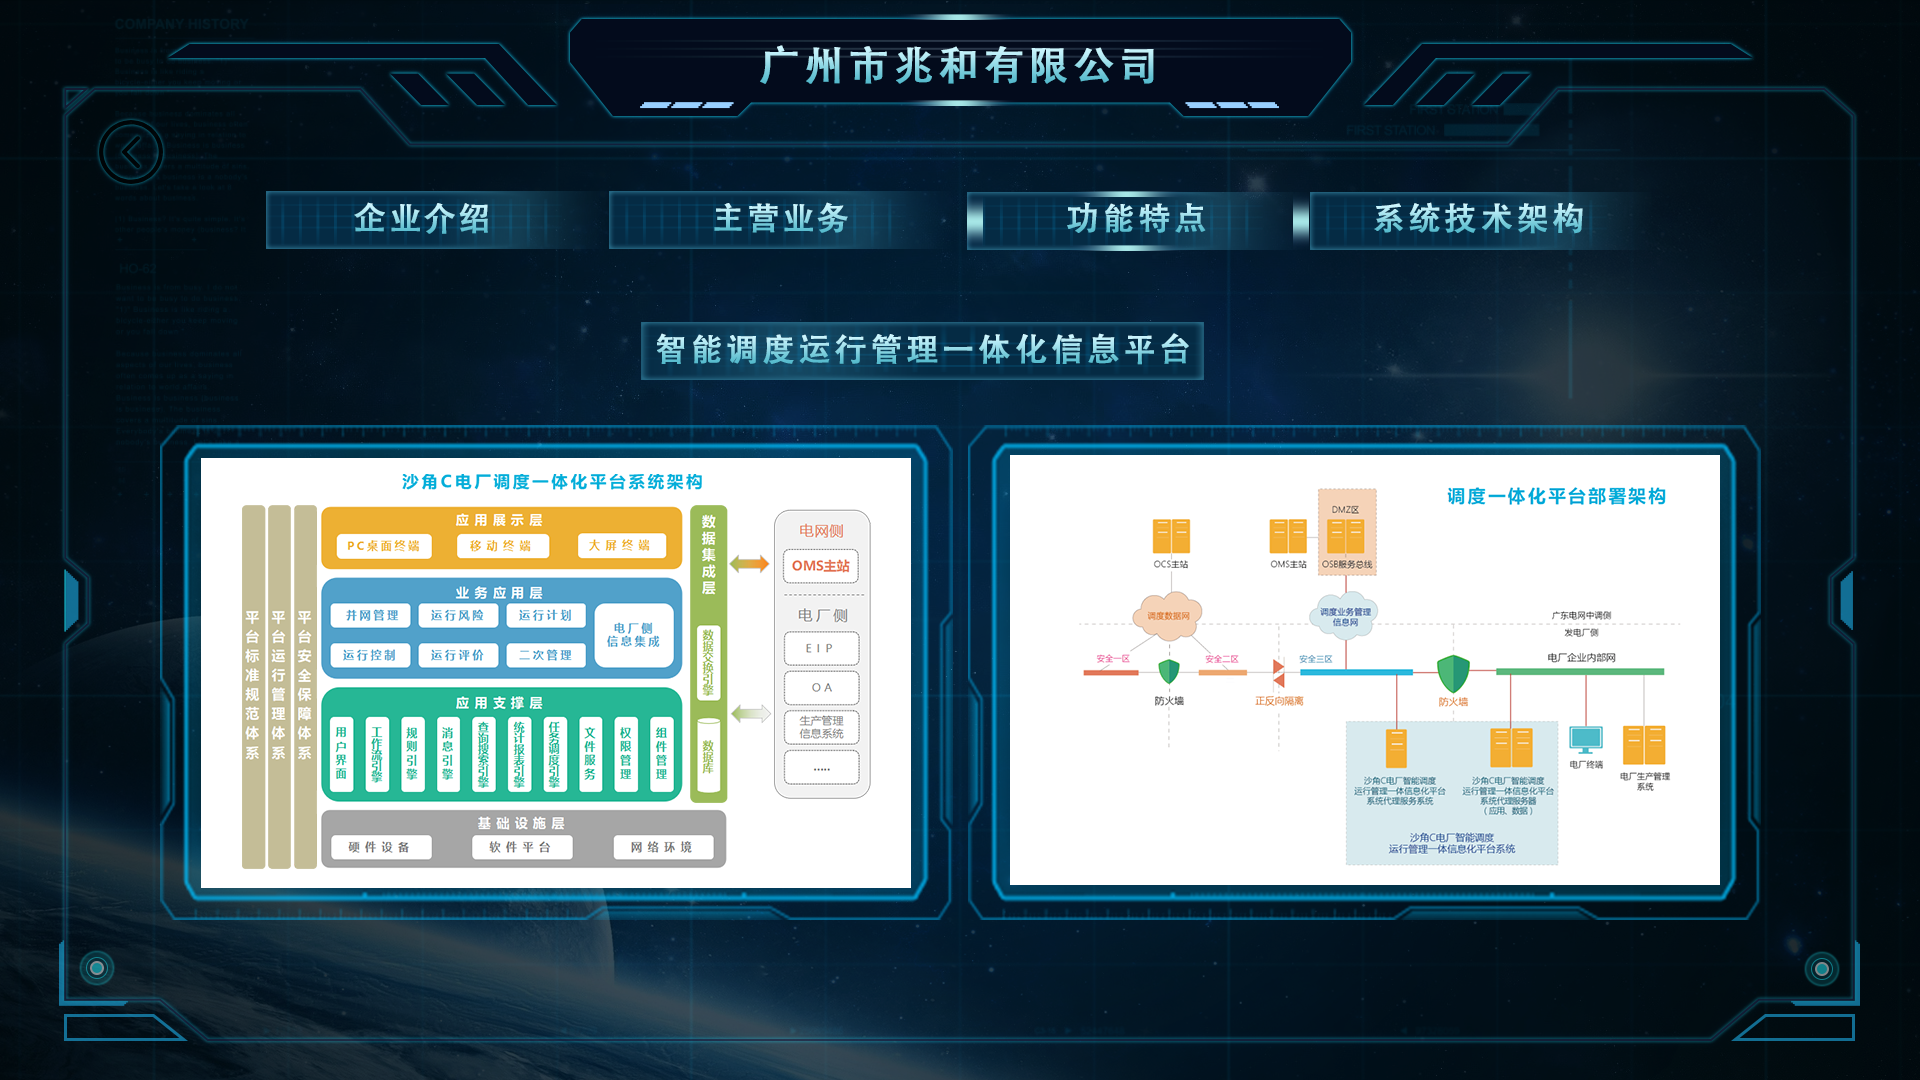 COMPANY HISTORY
广州市兆和有限公司
FIRST STATION
企业介绍
主营业务
功能特点
系统技术架构
HO-62
智能调度运行管理一体化信息平台
沙角C电厂调度一体化平台系统架构
平台标准规范体系
平台运行管理体系
平台安全保障体系
应用展示层
PC桌面终端
移动终端
大屏终端
业务应用层
并网管理
运行风险
运行计划
运行控制
运行评价
二次管理
电厂侧
信息集成
应用支撑层
用户界面
工作流引擎
规则引擎
消息引擎
查询搜索引擎
统计报表引擎
任务调度引擎
文件服务
权限管理
组件管理
基础设施层
硬件设备
软件平台
网络环境
数据集成层
数据交换引擎
数据库
电网侧
OMS主站
电厂侧
EIP
OA
生产管理
信息系统
.....
调度一体化平台部署架构
DMZ区
OCS主站
OMS主站
OSB服务总线
调度数据网
调度业务管理
信息网
广东电网中调侧
发电厂侧
安全一区
安全二区
安全三区
电厂企业内部网
防火墙
正反向隔离
防火墙
沙角C电厂智能调度
运行管理一体信息化平台
系统代理服务系统
沙角C电厂智能调度
运行管理一体信息化平台
系统代理服务器
（应用、数据）
电厂终端
电厂生产管理
系统
沙角C电厂智能调度
运行管理一体信息化平台系统